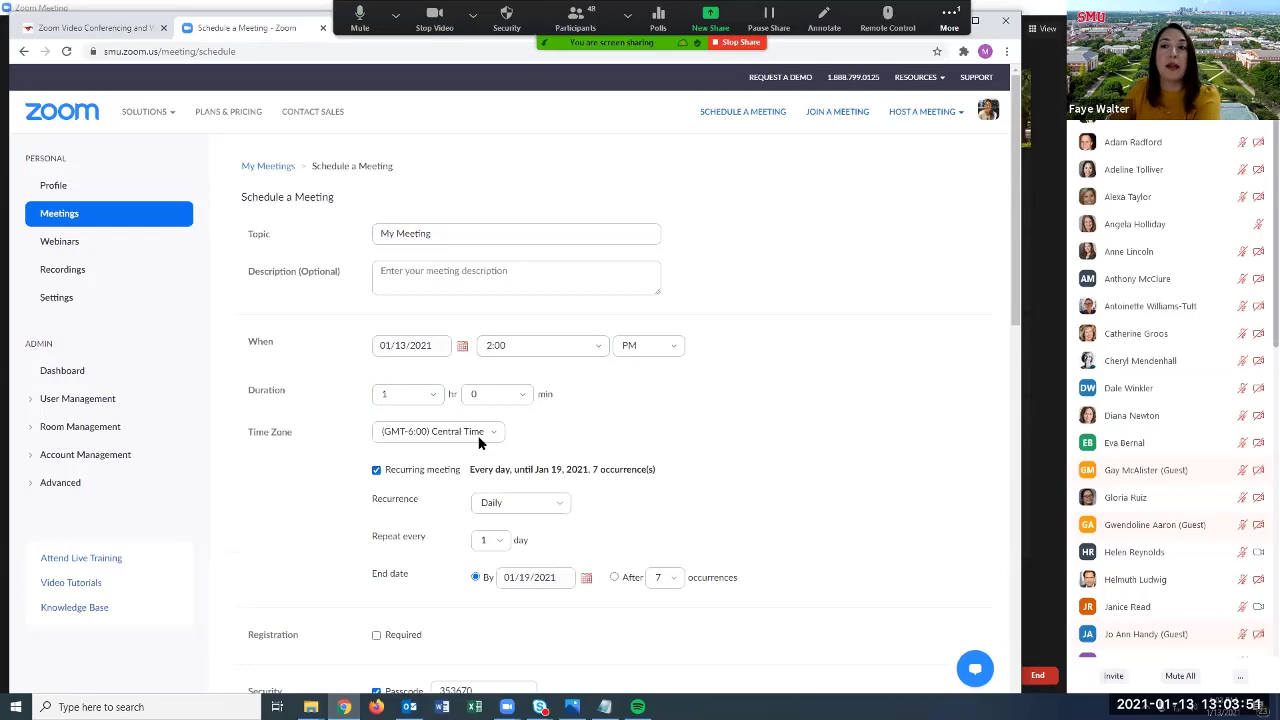 Zoom Meeting
Zoom Video Conferencing and
Schedule a Meeting - Zoom
smu.zoom.us/meeting/schedule
Mute
Stop Video
Security
48
Participants
Polls
New Share
Pause Share
Annotate
Remote Control
1
More
You are screen sharing
Stop Share
View
SMU
Faye Walter
REQUEST A DEMO
1.888.799.0125
RESOURCES
SUPPORT
zoom
SOLUTIONS
PLANS & PRICING
CONTACT SALES
SCHEDULE A MEETING
JOIN A MEETING
HOST A MEETING
PERSONAL
Profile
Meetings
Webinars
Recordings
Settings
ADMIN
Dashboard
User Management
Room Management
Account Management
Advanced
Attend Live Training
Video Tutorials
Knowledge Base
My Meetings > Schedule a Meeting
Schedule a Meeting
Topic
My Meeting
Description (Optional)
Enter your meeting description
When
01/13/2021
2:00
PM
Duration
hr
0
min
Time Zone
(GMT-6:00) Central Time
Recurring meeting
Every day, until Jan 19, 2021, 7 occurrence(s)
Recurrence
Daily
Repeat every
1
day
End date
By
01/19/2021
After
7
occurrences
Registration
Required
Security
Passcode
353670
Adam Radford
Adeline Tolliver
Alexa Taylor
Angela Holliday
Anne Lincoln
AM
Anthony McClure
Antoinette Williams-Tutt
Catherine Groos
Cheryl Mendenhall
DW
Dale Winkler
Diana Newton
EB
Eva Bernal
GM
Gay McAlister (Guest)
Gloria Ruiz
GA
Gwendoline Aaron (Guest)
HR
Helen Reynolds
Helmuth Ludwig
JR
Janice Read
JA
Jo Ann Handy (Guest)
End
Invite
Mute All
...
Type here to search
2021-01-13 13:03:51